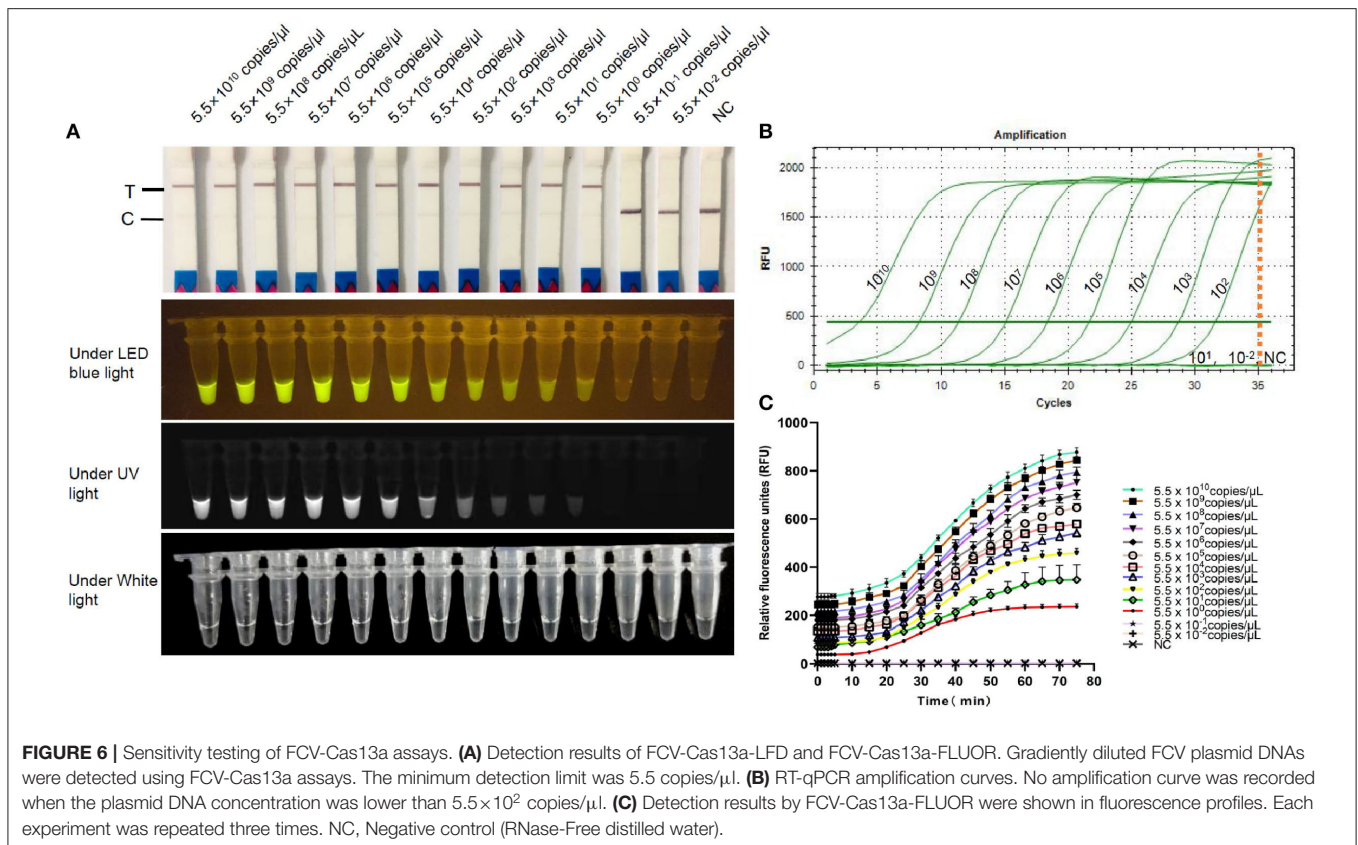 5.5×10¹⁰ copies/μl
5.5×10⁹ copies/μl
5.5×10⁸ copies/μL
5.5×10⁷ copies/μl
5.5×10⁶ copies/μl
5.5×10⁵ copies/μl
5.5×10⁴ copies/μl
5.5×10² copies/μl
5.5×10³ copies/μl
5.5×10¹ copies/μl
5.5×10⁰ copies/μl
5.5×10⁻¹ copies/μl
5.5×10⁻² copies/μl
NC
A
T
C
Under LED
blue light
Under UV
light
Under White
light
B
Amplification
2000
1500
1000
500
0
RFU
10¹⁰
10⁹
10⁸
10⁷
10⁶
10⁵
10⁴
10³
10²
10¹, 10⁻² NC
5 10 15 20 25 30 35
Cycles
C
1000
800
600
400
200
0
Relative fluorescence unites (RFU)
0 10 20 30 40 50 60 70 80
Time( min)
5.5 x 10¹⁰copies/μL
5.5 x 10⁹copies/μL
5.5 x 10⁸copies/μL
5.5 x 10⁷copies/μL
5.5 x 10⁶copies/μL
5.5 x 10⁵copies/μL
5.5 x 10⁴copies/μL
5.5 x 10³copies/μL
5.5 x 10²copies/μL
5.5 x 10¹copies/μL
5.5 x 10⁰copies/μL
5.5 x 10⁻¹copies/μL
5.5 x 10⁻²copies/μL
NC
FIGURE 6 | Sensitivity testing of FCV-Cas13a assays. (A) Detection results of FCV-Cas13a-LFD and FCV-Cas13a-FLUOR. Gradiently diluted FCV plasmid DNAs
were detected using FCV-Cas13a assays. The minimum detection limit was 5.5 copies/μl. (B) RT-qPCR amplification curves. No amplification curve was recorded
when the plasmid DNA concentration was lower than 5.5×10² copies/μl. (C) Detection results by FCV-Cas13a-FLUOR were shown in fluorescence profiles. Each
experiment was repeated three times. NC, Negative control (RNase-Free distilled water).